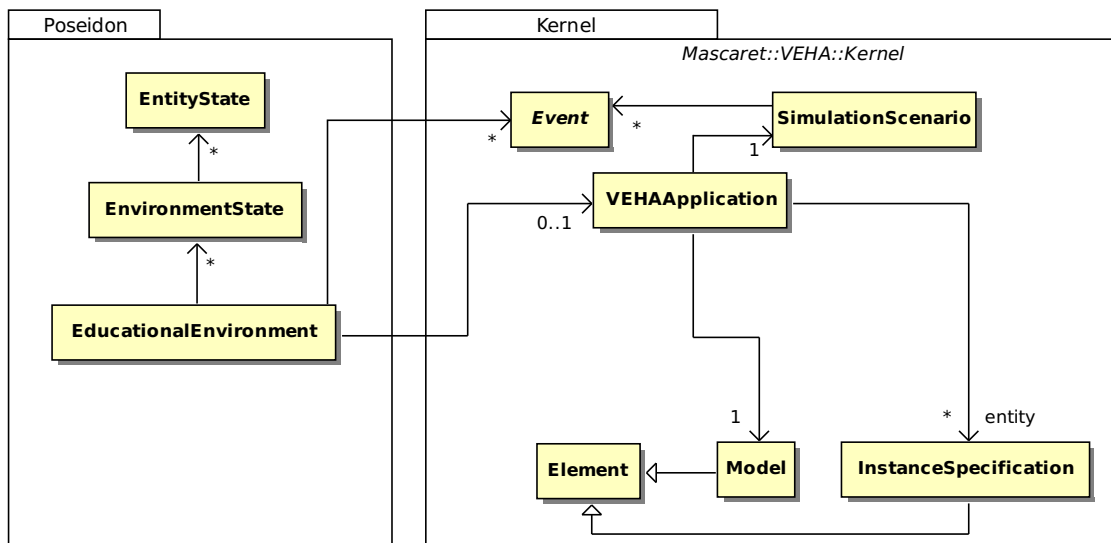 Poseidon
Kernel
Mascaret::VEHA::Kernel
EntityState
*
EnvironmentState
*
EducationalEnvironment
Event
*
*
SimulationScenario
1
VEHAApplication
0..1
1
*
entity
Element
Model
InstanceSpecification